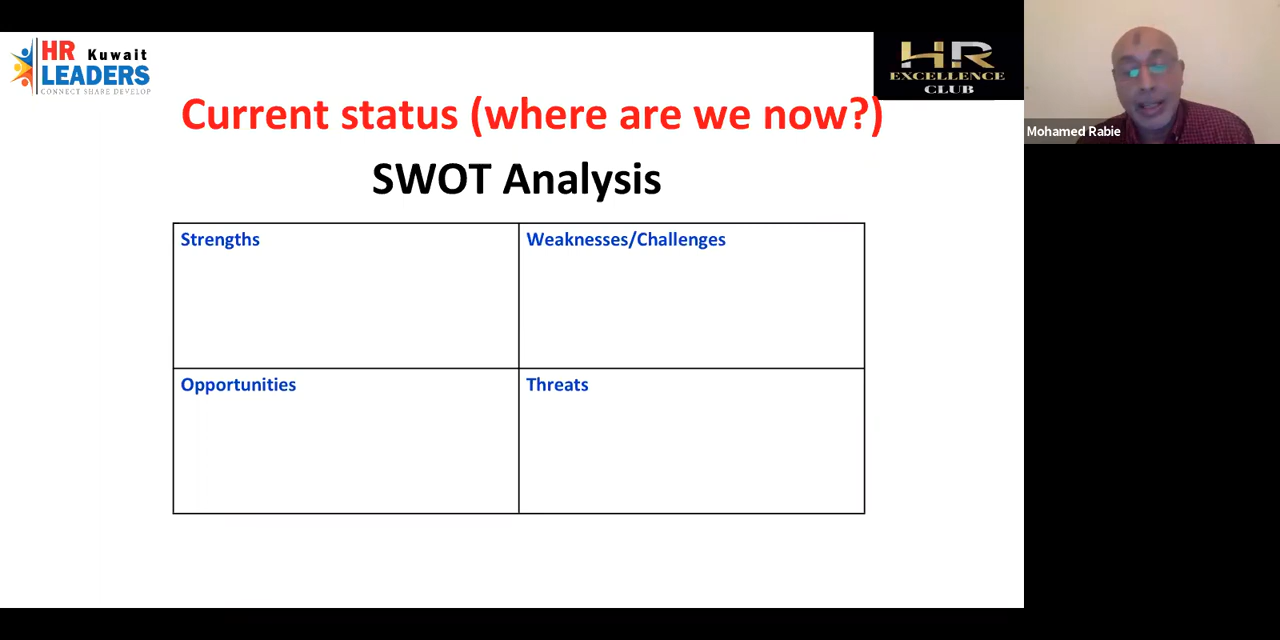 HR Kuwait
LEADERS
CONNECT SHARE DEVELOP
HR
EXCELLENCE
CLUB
Current status (where are we now?)
SWOT Analysis
Strengths
Weaknesses/Challenges
Opportunities
Threats
Mohamed Rabie